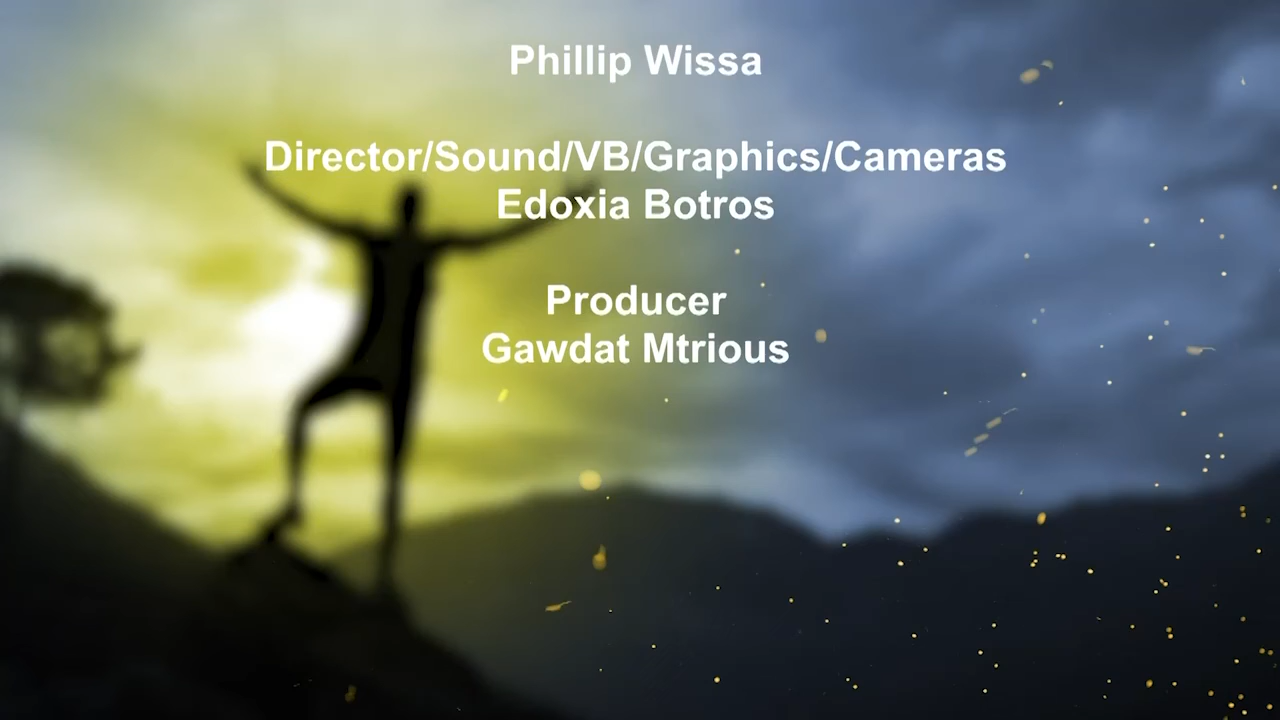 Phillip Wissa
Director/Sound/VB/Graphics/Cameras
Edoxia Botros
Producer
Gawdat Mtrious